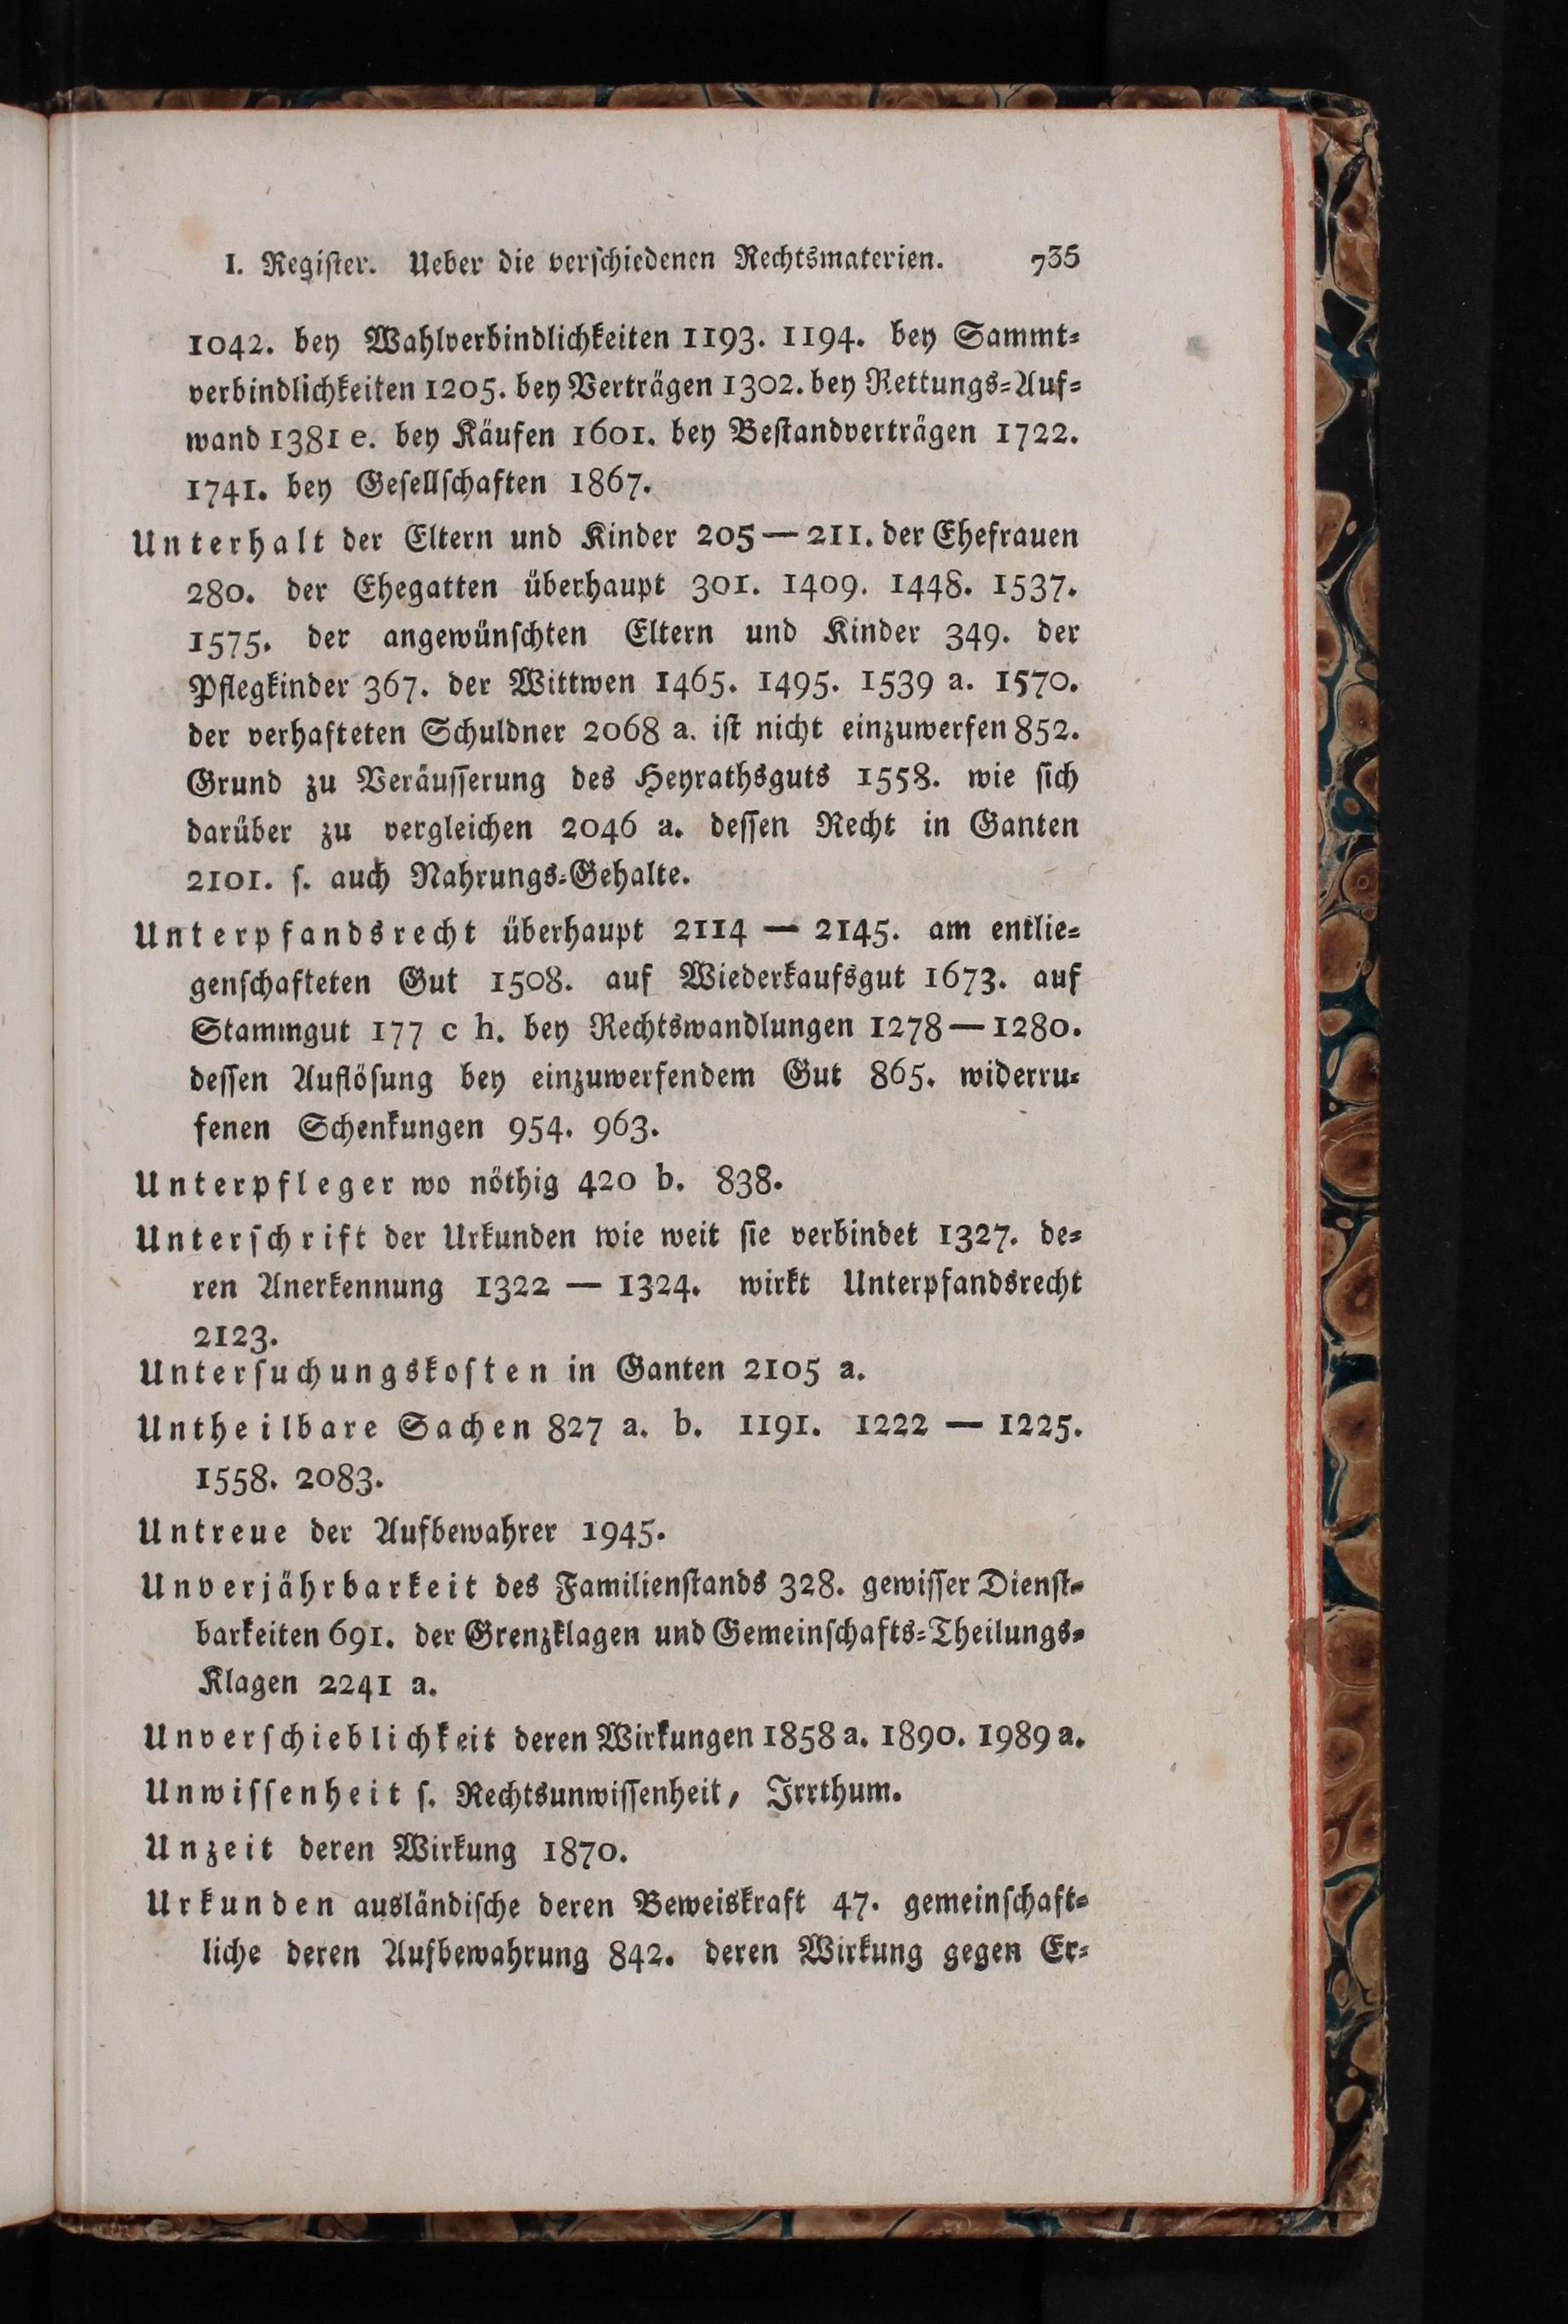 I. Regiſter. Ueber die verſchiedenen Rechtsmaterien. 735
1042. bey Wahlverbindlichkeiten 1193. 1194. bey Sammt⸗
verbindlichkeiten 1205. bey Verträgen 1302. bey Rettungs⸗Auf⸗
wand 1381 e. bey Käufen 1601. bey Beſtandverträgen 1722.
1741. bey Geſellſchaften 1867.
Unterhalt der Eltern und Kinder 205—211. der Ehefrauen
280. der Ehegatten überhaupt 301. 1409. 1448. 1537.
1575. der angewünſchten Eltern und Kinder 349. der
Pflegkinder 367. der Wittwen 1465. 1495. 1539 a. 1570.
der verhafteten Schuldner 2068 a. iſt nicht einzuwerfen 852.
Grund zu Veräuſſerung des Heyrathsguts 1558. wie ſich
darüber zu vergleichen 2046 a. deſſen Recht in Ganten
2101. ſ. auch Nahrungs⸗Gehalte.
Unterpfandsrecht überhaupt 2114 — 2145. am entlie⸗
genſchafteten Gut 1508. auf Wiederkaufsgut 1673. auf
Stammgut 177 c h. bey Rechtswandlungen 1278—1280.
deſſen Auflöſung bey einzuwerfendem Gut 865. widerru⸗
fenen Schenkungen 954. 963.
Unterpfleger wo nöthig 420 b. 838.
Unterſchrift der Urkunden wie weit ſie verbindet 1327. de⸗
ren Anerkennung 1322 — 1324. wirkt Unterpfandsrecht
2123.
Unterſuchungskoſten in Ganten 2105 a.
Untheilbare Sachen 827 a. b. 1191. 1222 — 1225.
1558. 2083.
Untreue der Aufbewahrer 1945.
Unverjährbarkeit des Familienſtands 328. gewiſſer Dienſt⸗
barkeiten 691. der Grenzklagen und Gemeinſchafts⸗Theilungs⸗
Klagen 2241 a.
Unverſchieblichkeit deren Wirkungen 1858 a. 1890. 1989 a.
Unwiſſenheit ſ. Rechtsunwiſſenheit, Irrthum.
Unzeit deren Wirkung 1870.
Urkunden ausländiſche deren Beweiskraft 47. gemeinſchaft⸗
liche deren Aufbewahrung 842. deren Wirkung gegen Er⸗